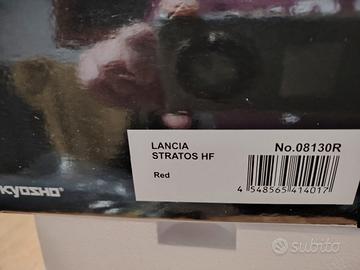 LANCIA
STRATOS HF
No.08130R
Red
4 548565 414017
KYOSHO
subito